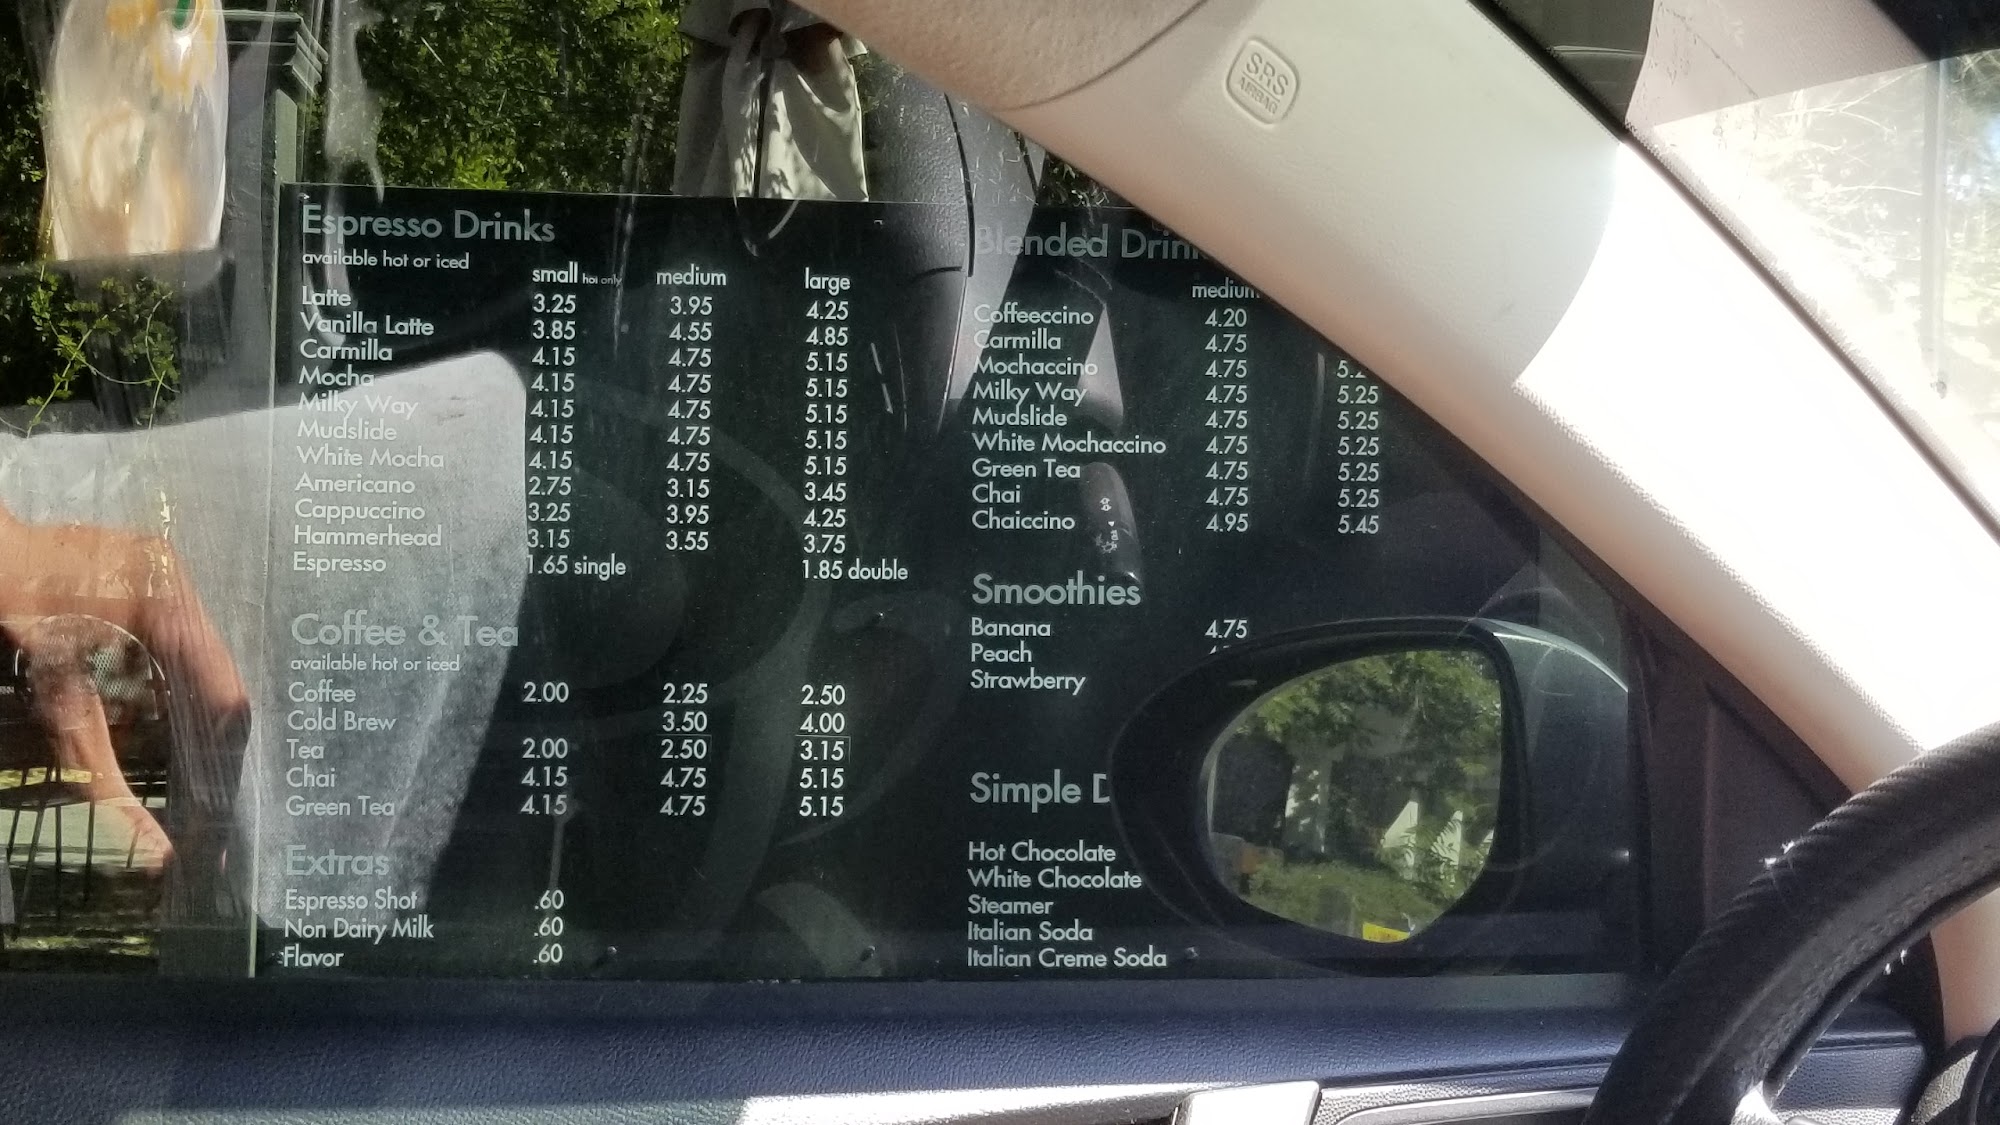 SRS
AIRBAG
Espresso Drinks
available hot or iced
small hot only medium large
Latte 3.25 3.95 4.25
Vanilla Latte 3.85 4.55 4.85
Carmilla 4.15 4.75 5.15
Mocha 4.15 4.75 5.15
Milky Way 4.15 4.75 5.15
Mudslide 4.15 4.75 5.15
White Mocha 4.15 4.75 5.15
Americano 2.75 3.15 3.45
Cappuccino 3.25 3.95 4.25
Hammerhead 3.15 3.55 3.75
Espresso 1.65 single 1.85 double
Coffee & Tea
available hot or iced
Coffee 2.00 2.25 2.50
Cold Brew 3.50 4.00
Tea 2.00 2.50 3.15
Chai 4.15 4.75 5.15
Green Tea 4.15 4.75 5.15
Extras
Espresso Shot .60
Non Dairy Milk .60
Flavor .60
Blended Drin
medium
Coffeeccino 4.20
Carmilla 4.75
Mochaccino 4.75 5.2
Milky Way 4.75 5.25
Mudslide 4.75 5.25
White Mochaccino 4.75 5.25
Green Tea 4.75 5.25
Chai 4.75 5.25
Chaiccino 4.95 5.45
Smoothies
Banana 4.75
Peach
Strawberry
Simple D
Hot Chocolate
White Chocolate
Steamer
Italian Soda
Italian Creme Soda